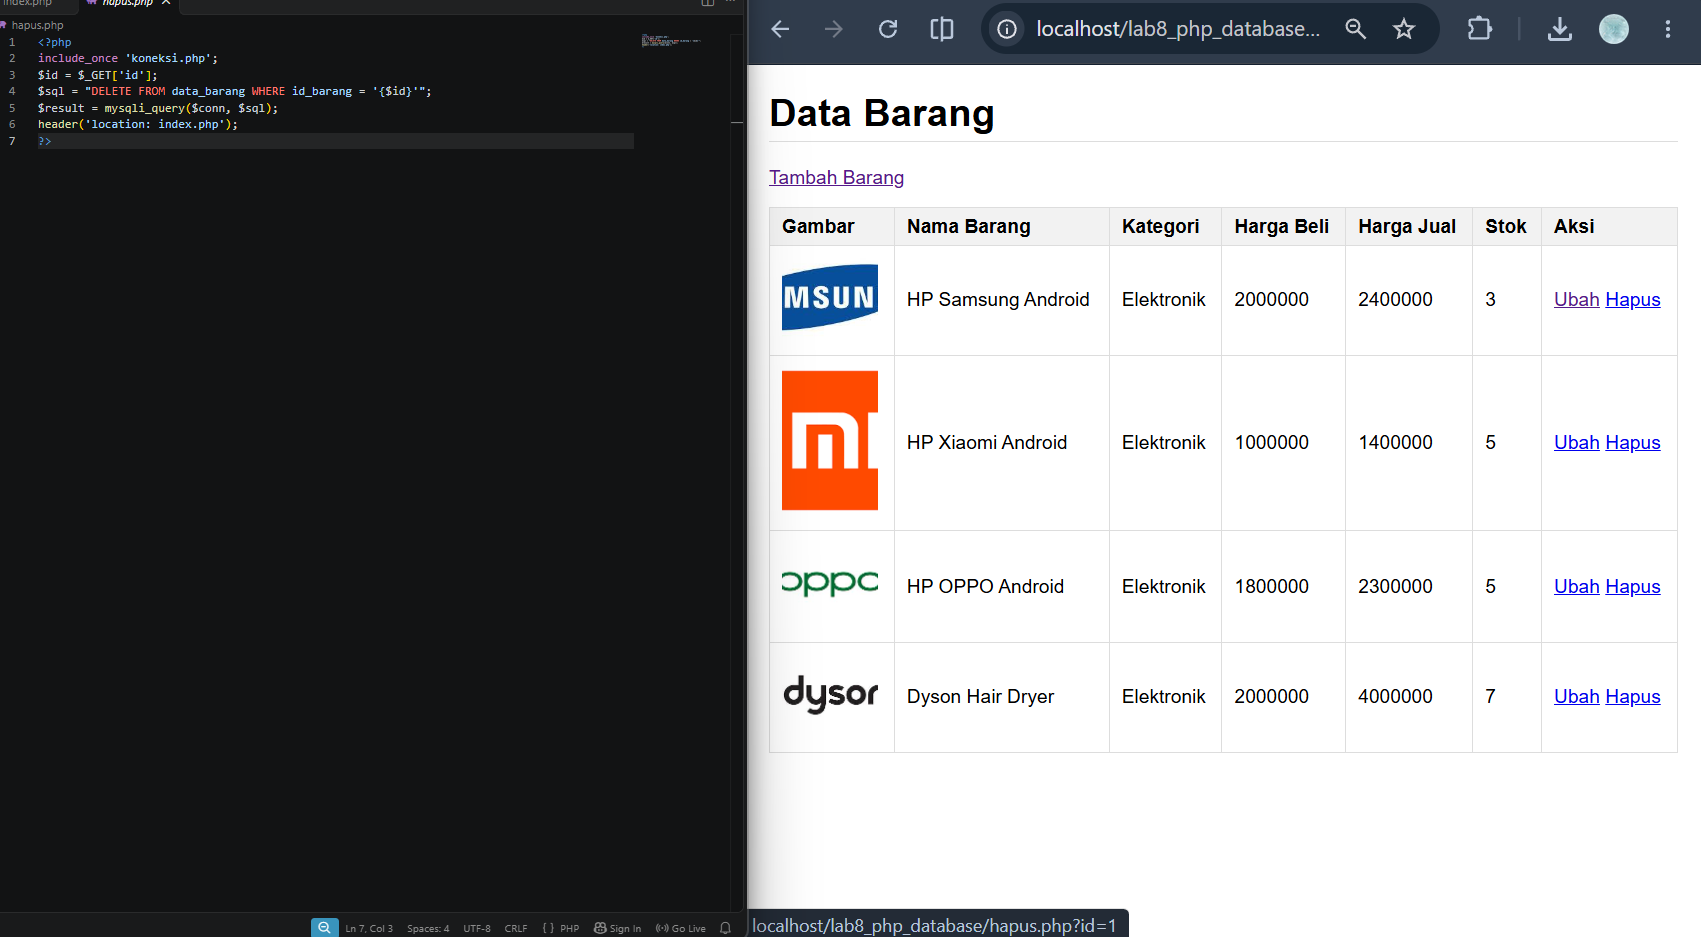 index.php
hapus.php
hapus.php
1 <?php
2 include_once 'koneksi.php';
3 $id = $_GET['id'];
4 $sql = "DELETE FROM data_barang WHERE id_barang = '{$id}'";
5 $result = mysqli_query($conn, $sql);
6 header('location: index.php');
7 ?>
Ln 7, Col 3 Spaces: 4 UTF-8 CRLF { } PHP Sign In Go Live
localhost/lab8_php_database...
Data Barang
Tambah Barang
Gambar Nama Barang Kategori Harga Beli Harga Jual Stok Aksi
MSUN HP Samsung Android Elektronik 2000000 2400000 3 Ubah Hapus
HP Xiaomi Android Elektronik 1000000 1400000 5 Ubah Hapus
oppo HP OPPO Android Elektronik 1800000 2300000 5 Ubah Hapus
dyson Dyson Hair Dryer Elektronik 2000000 4000000 7 Ubah Hapus
localhost/lab8_php_database/hapus.php?id=1